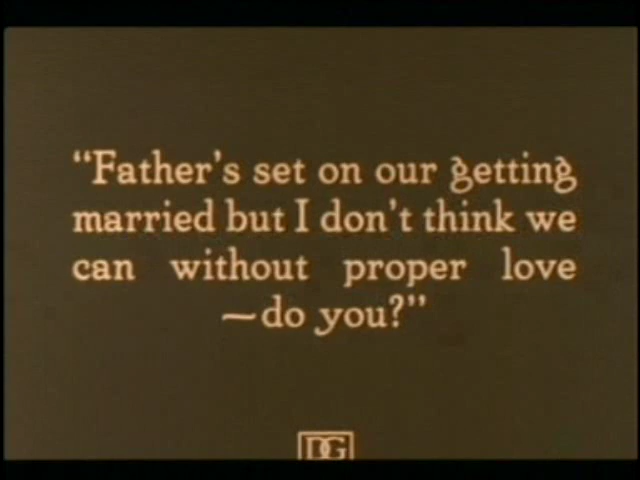 “Father’s set on our getting
married but I don’t think we
can without proper love
—do you?”
DG